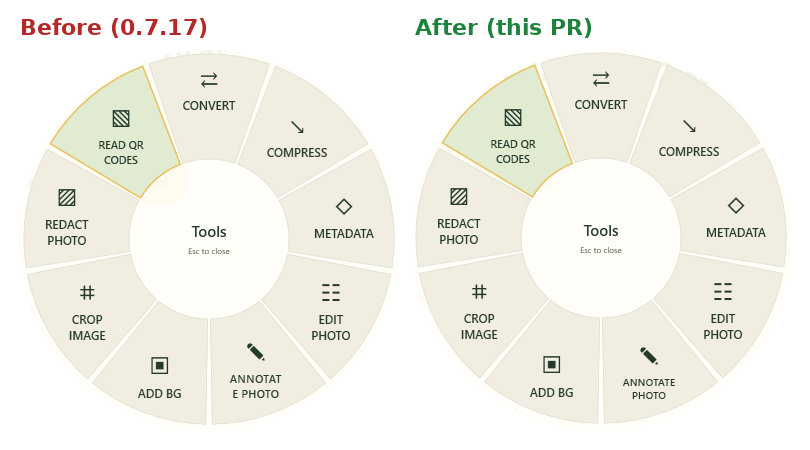 Before (0.7.17)
After (this PR)
CONVERT
COMPRESS
METADATA
EDIT
PHOTO
ANNOTAT
E PHOTO
ADD BG
CROP
IMAGE
REDACT
PHOTO
READ QR
CODES
Tools
Esc to close
CONVERT
COMPRESS
METADATA
EDIT
PHOTO
ANNOTATE
PHOTO
ADD BG
CROP
IMAGE
REDACT
PHOTO
READ QR
CODES
Tools
Esc to close